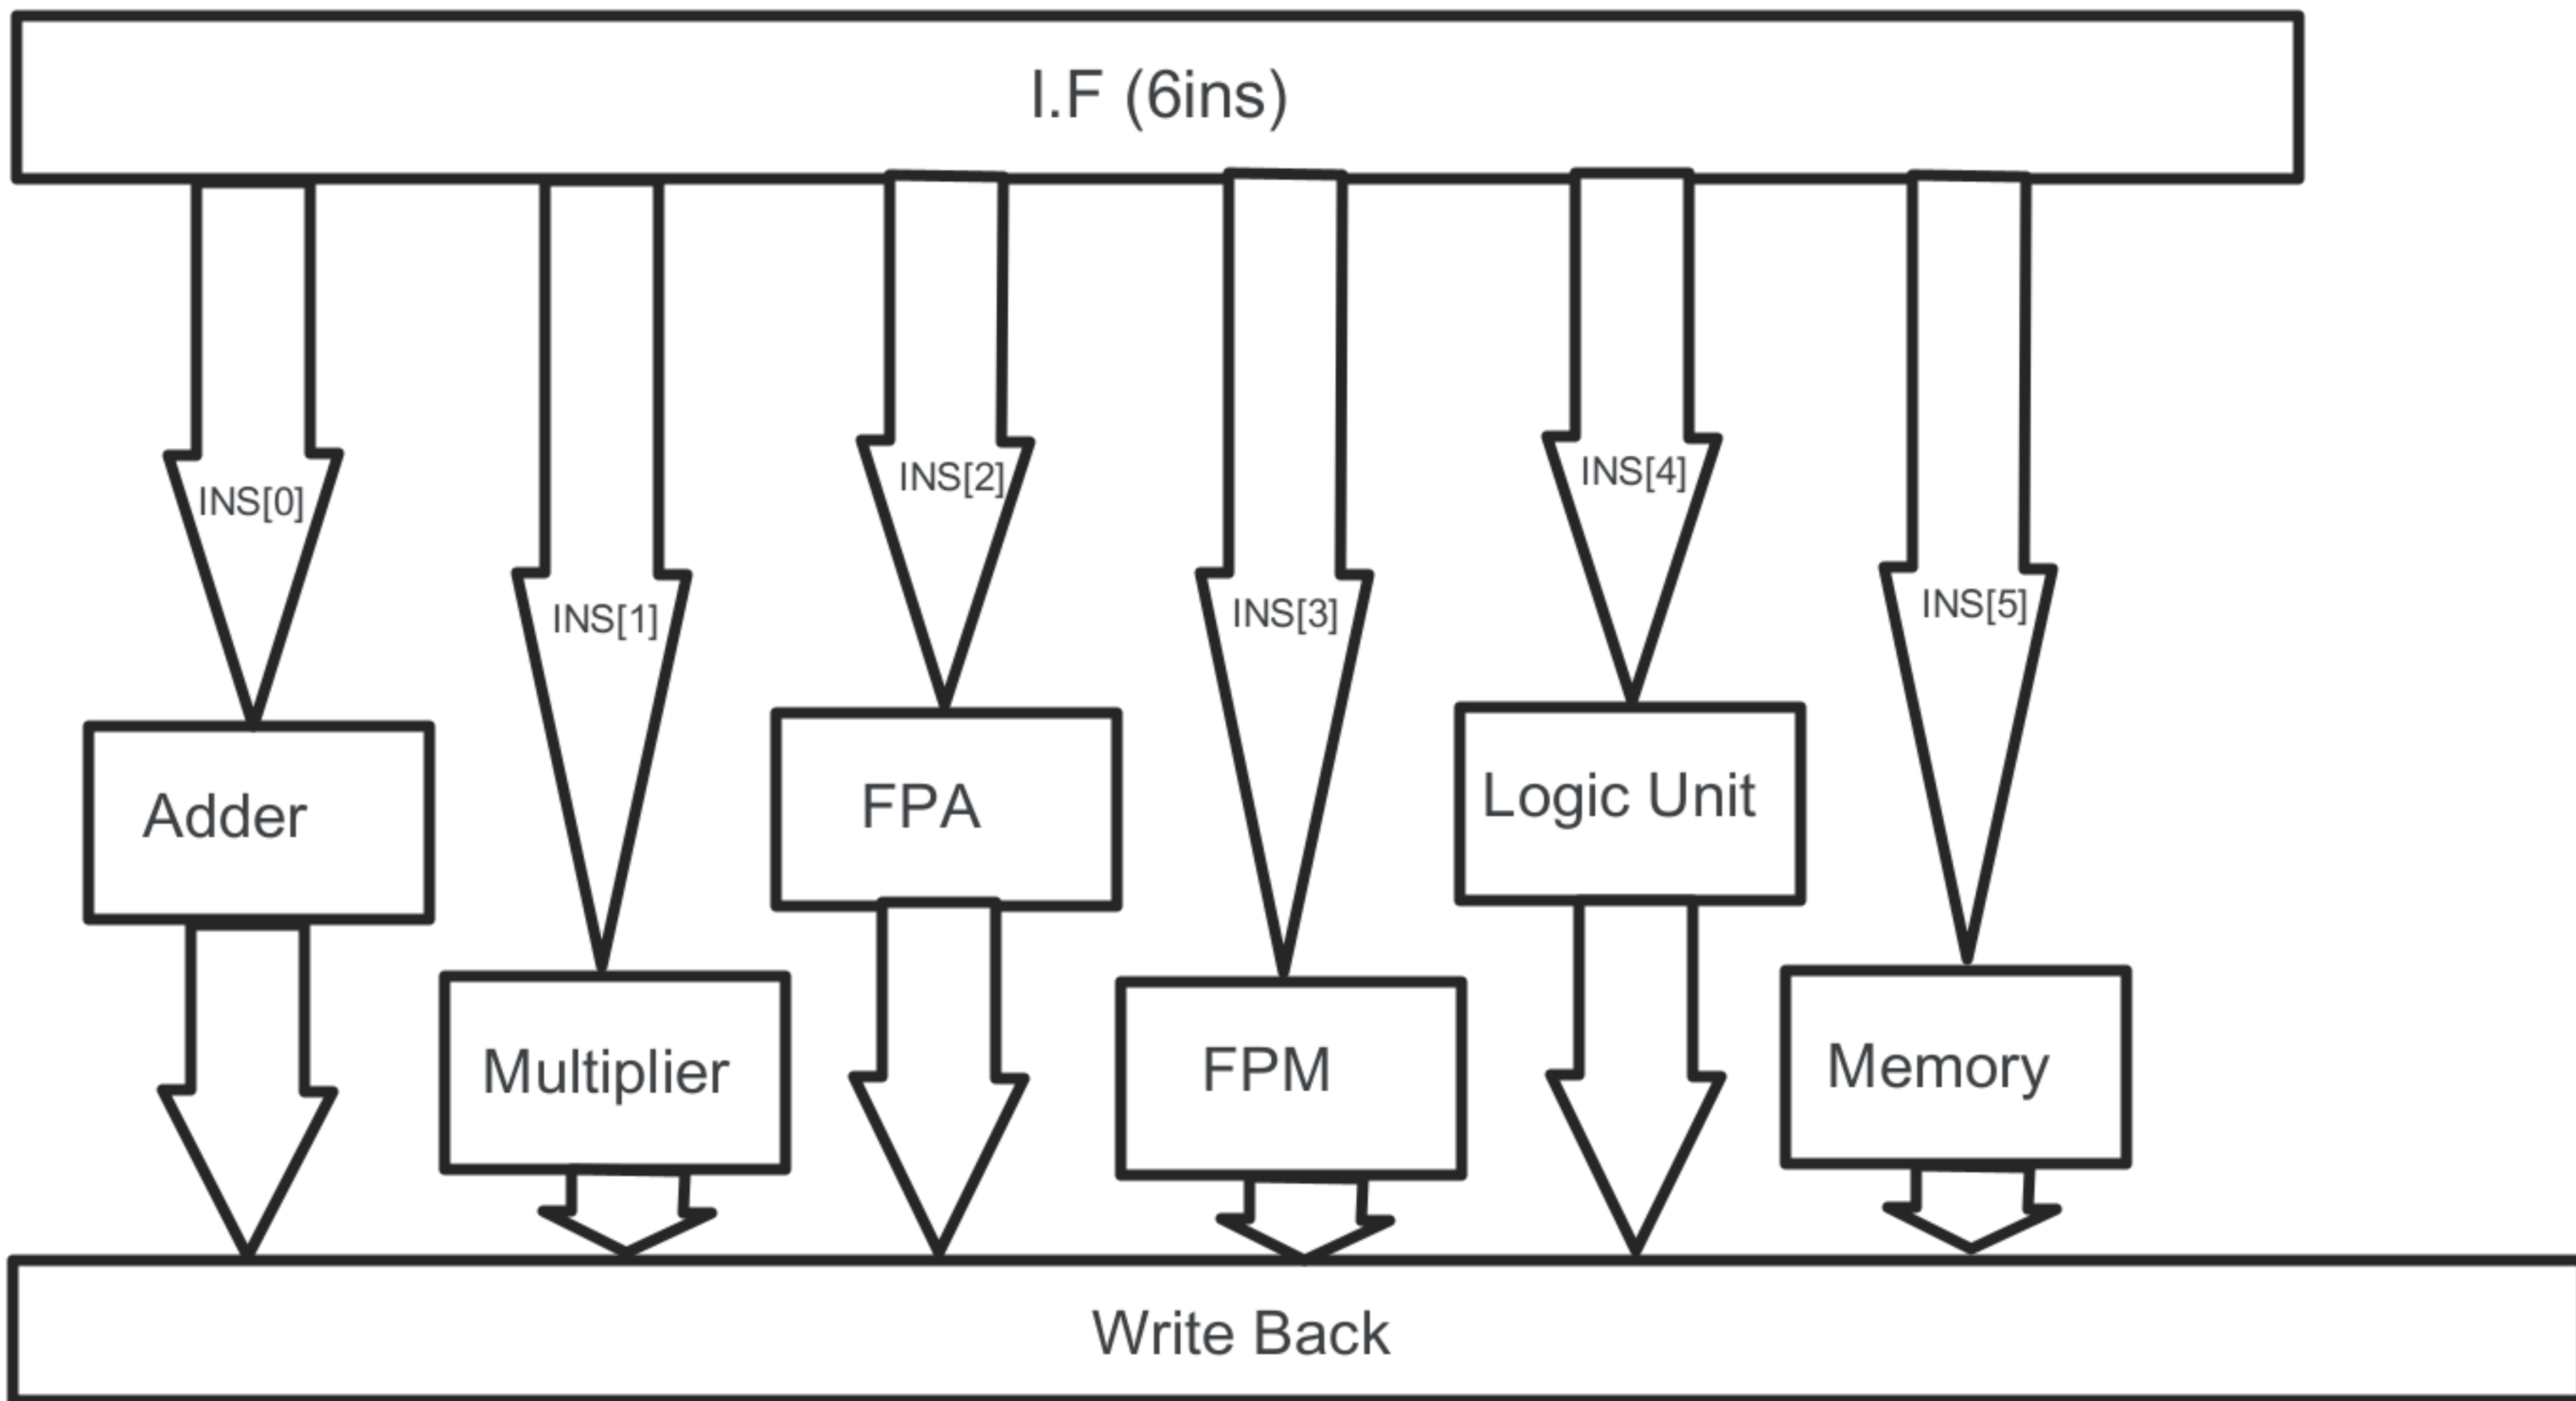 I.F (6ins)
INS[0]
INS[1]
INS[2]
INS[3]
INS[4]
INS[5]
Adder
Multiplier
FPA
FPM
Logic Unit
Memory
Write Back